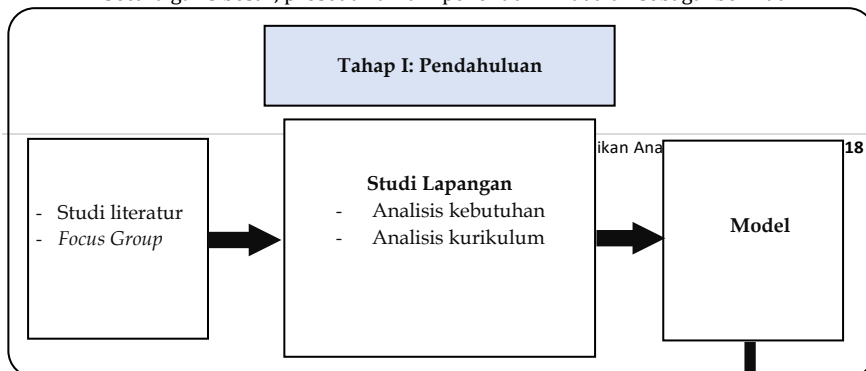 Tahap I: Pendahuluan
ikan Ana
18
- Studi literatur
- Focus Group
Studi Lapangan
- Analisis kebutuhan
- Analisis kurikulum
Model